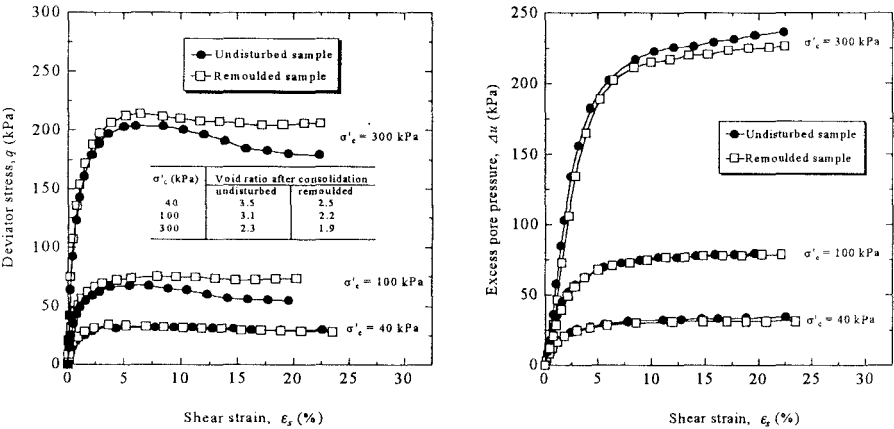 300
250
200
150
100
50
0
Deviator stress, q (kPa)
Undisturbed sample
Remoulded sample
σ'c = 300 kPa
σ'c (kPa) Void ratio after consolidation
undisturbed remoulded
40 3.5 2.5
100 3.1 2.2
300 2.3 1.9
σ'c = 100 kPa
σ'c = 40 kPa
0 5 10 15 20 25 30
Shear strain, εs (%)
250
200
150
100
50
0
Excess pore pressure, Δu (kPa)
σ'c = 300 kPa
Undisturbed sample
Remoulded sample
σ'c = 100 kPa
σ'c = 40 kPa
0 5 10 15 20 25 30
Shear strain, εs (%)